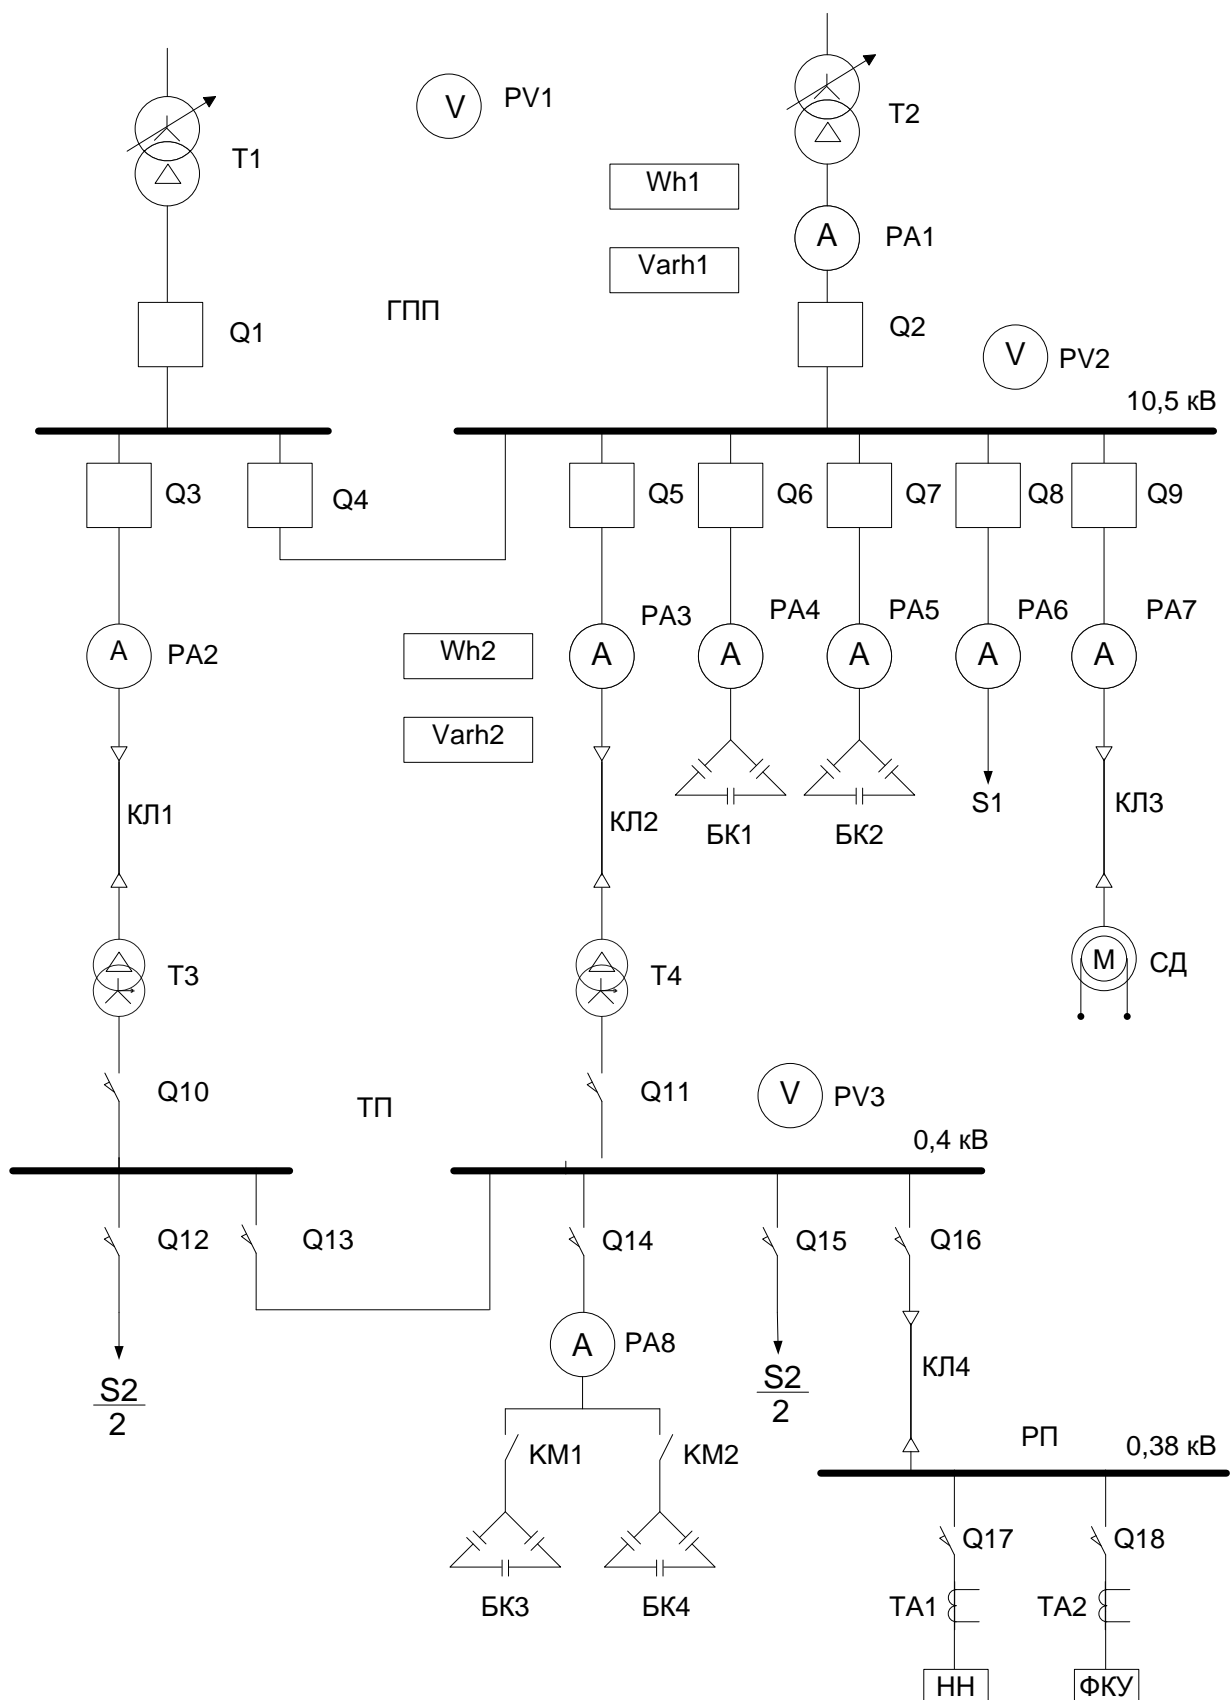 V PV1
T2
T1
Wh1
A PA1
Varh1
ГПП
Q1
Q2
V PV2
10,5 кВ
Q3
Q4
Q5
Q6
Q7
Q8
Q9
PA3
PA4
PA5
PA6
PA7
A PA2
Wh2
A
A
A
A
A
Varh2
S1
КЛ1
КЛ2
КЛ3
БК1
БК2
M СД
T3
T4
Q10
ТП
Q11
V PV3
0,4 кВ
Q12
Q13
Q14
Q15
Q16
A PA8
S2
2
S2
2
КЛ4
РП
0,38 кВ
KM1
KM2
Q17
Q18
БК3
БК4
TA1
TA2
НН
ФКУ